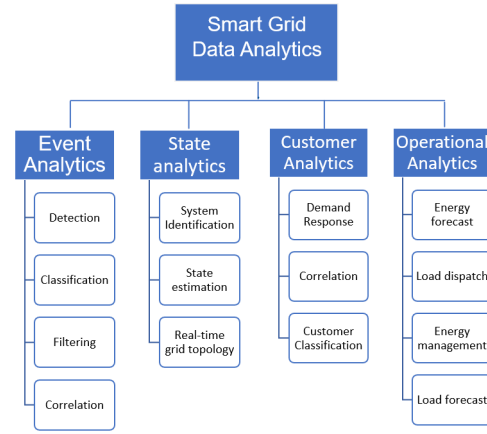 Smart Grid
Data Analytics
Event
Analytics
State
analytics
Customer
Analytics
Operational
Analytics
Detection
Classification
Filtering
Correlation
System
Identification
State
estimation
Real-time
grid topology
Demand
Response
Correlation
Customer
Classification
Energy
forecast
Load dispatch
Energy
management
Load forecast